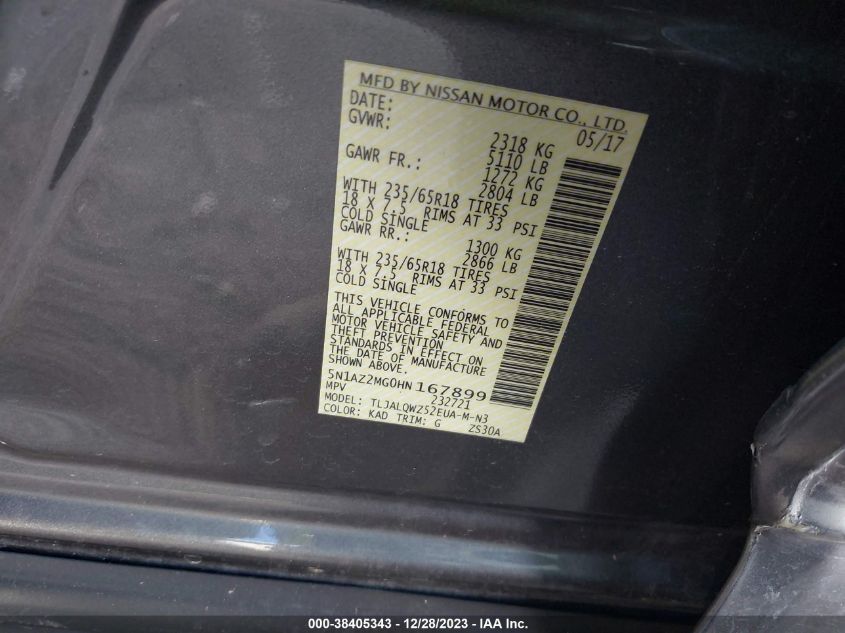 MFD BY NISSAN MOTOR CO., LTD.
DATE: 05/17
GVWR: 2318 KG
5110 LB
GAWR FR.: 1272 KG
2804 LB
WITH 235/65R18 TIRES
18 X 7.5 RIMS AT 33 PSI
COLD SINGLE
GAWR RR.: 1300 KG
2866 LB
WITH 235/65R18 TIRES
18 X 7.5 RIMS AT 33 PSI
COLD SINGLE
THIS VEHICLE CONFORMS TO
ALL APPLICABLE FEDERAL
MOTOR VEHICLE SAFETY AND
THEFT PREVENTION
STANDARDS IN EFFECT ON
THE DATE OF MANUFACTURE
SHOWN ABOVE.
5N1AZ2MG0HN167899
MPV 232721
MODEL: TLJALQWZ52EUA-M-N3
COLOR: KAD TRIM: G ZS30A
000-38405343 - 12/28/2023 - IAA Inc.